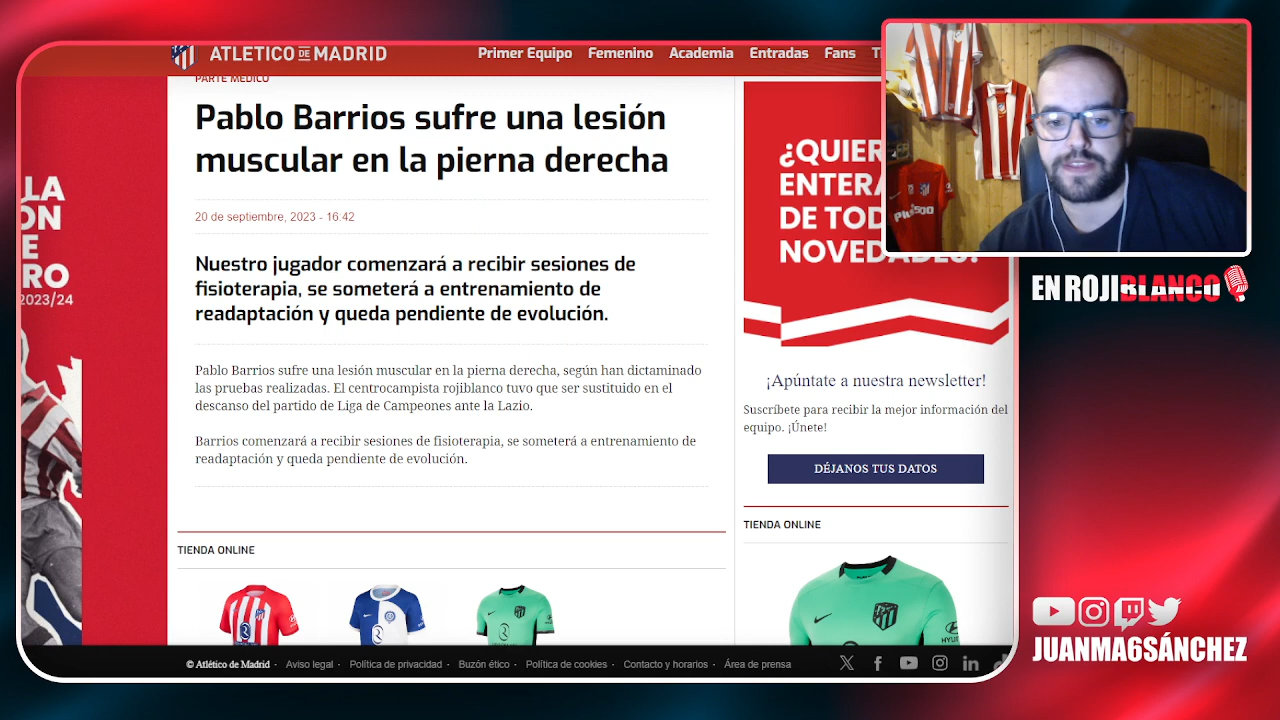 ATLETICO DE MADRID
Primer Equipo Femenino Academia Entradas Fans
PARTE MÉDICO
Pablo Barrios sufre una lesión
muscular en la pierna derecha
20 de septiembre, 2023 - 16:42
Nuestro jugador comenzará a recibir sesiones de
fisioterapia, se someterá a entrenamiento de
readaptación y queda pendiente de evolución.
Pablo Barrios sufre una lesión muscular en la pierna derecha, según han dictaminado
las pruebas realizadas. El centrocampista rojiblanco tuvo que ser sustituido en el
descanso del partido de Liga de Campeones ante la Lazio.
Barrios comenzará a recibir sesiones de fisioterapia, se someterá a entrenamiento de
readaptación y queda pendiente de evolución.
TIENDA ONLINE
2023/24
¿QUIER
ENTERA
DE TOD
NOVEDADES?
¡Apúntate a nuestra newsletter!
Suscríbete para recibir la mejor información del
equipo. ¡Únete!
DÉJANOS TUS DATOS
TIENDA ONLINE
© Atlético de Madrid · Aviso legal · Política de privacidad · Buzón ético · Política de cookies · Contacto y horarios · Área de prensa
EN ROJIBLANCO
JUANMA6SÁNCHEZ